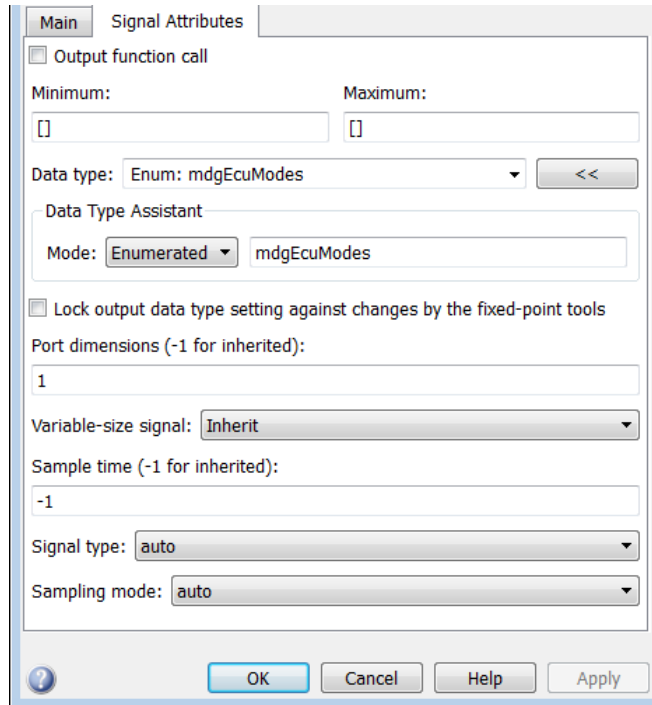 Main Signal Attributes
Output function call
Minimum: Maximum:
[] []
Data type: Enum: mdgEcuModes <<
Data Type Assistant
Mode: Enumerated mdgEcuModes
Lock output data type setting against changes by the fixed-point tools
Port dimensions (-1 for inherited):
1
Variable-size signal: Inherit
Sample time (-1 for inherited):
-1
Signal type: auto
Sampling mode: auto
? OK Cancel Help Apply